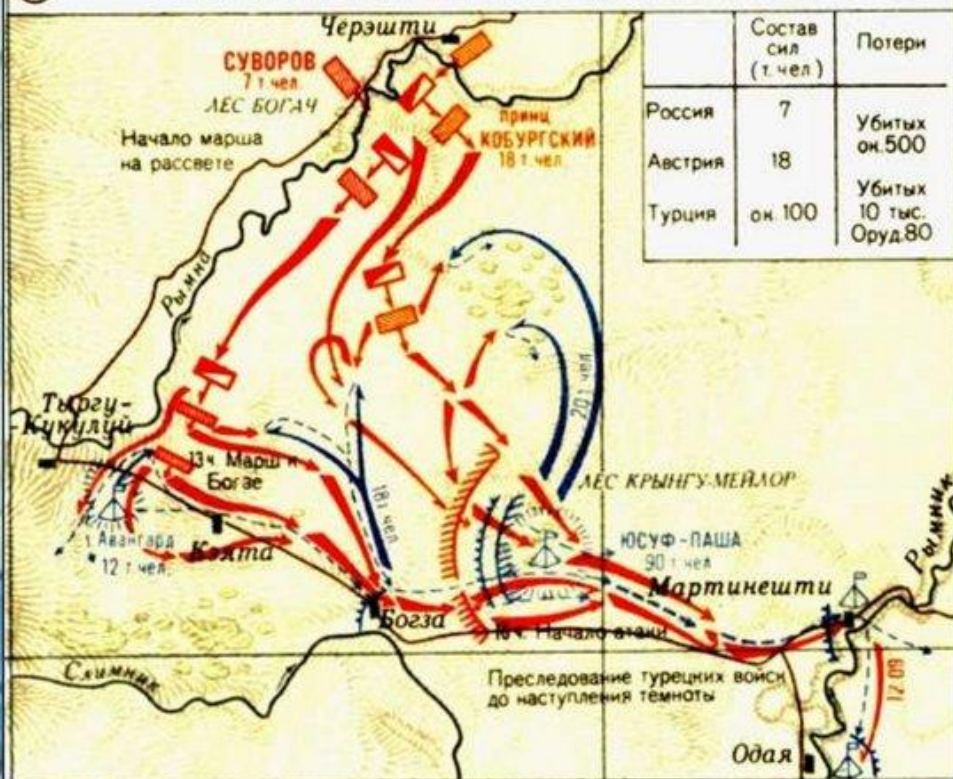 Черэшти
СУВОРОВ
7 т. чел.
ЛЕС БОГАЧ
Начало марша
на рассвете
принц
КОБУРГСКИЙ
18 т. чел.
Состав
сил
(т. чел)
Потери
Россия
7
Убитых
ок.500
Австрия
18
Турция
ок.100
Убитых
10 тыс.
Оруд.80
Рымна
Тыргу-
-Кукулуй
13ч. Марш к
Богзе
Авангард
12 т чел.
Кэята
18т чел.
20 т чел
ЛЕС КРЫНГУ-МЕЙЛОР
ЮСУФ-ПАША
90 т чел
Мартинешти
Рымник
Богза
16ч. Начало атаки
Слимник
Преследование турецких войск
до наступления темноты
12.09
Одая